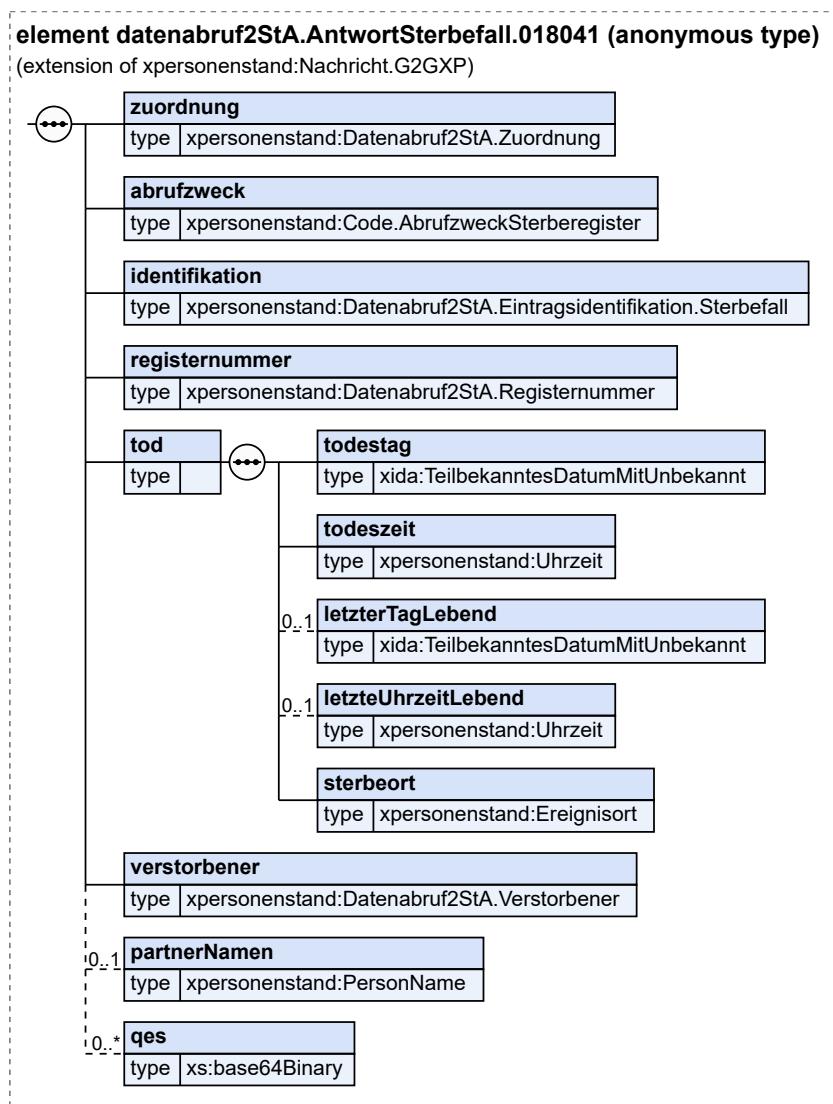 element datenabruf2StA.AntwortSterbefall.018041 (anonymous type)
(extension of xpersonenstand:Nachricht.G2GXP)
zuordnung
type xpersonenstand:Datenabruf2StA.Zuordnung
abrufzweck
type xpersonenstand:Code.AbrufzweckSterberegister
identifikation
type xpersonenstand:Datenabruf2StA.Eintragsidentifikation.Sterbefall
registernummer
type xpersonenstand:Datenabruf2StA.Registernummer
tod
type
todestag
type xida:TeilbekanntesDatumMitUnbekannt
todeszeit
type xpersonenstand:Uhrzeit
0..1 letzterTagLebend
type xida:TeilbekanntesDatumMitUnbekannt
0..1 letzteUhrzeitLebend
type xpersonenstand:Uhrzeit
sterbeort
type xpersonenstand:Ereignisort
verstorbener
type xpersonenstand:Datenabruf2StA.Verstorbener
0..1 partnerNamen
type xpersonenstand:PersonName
0..* qes
type xs:base64Binary